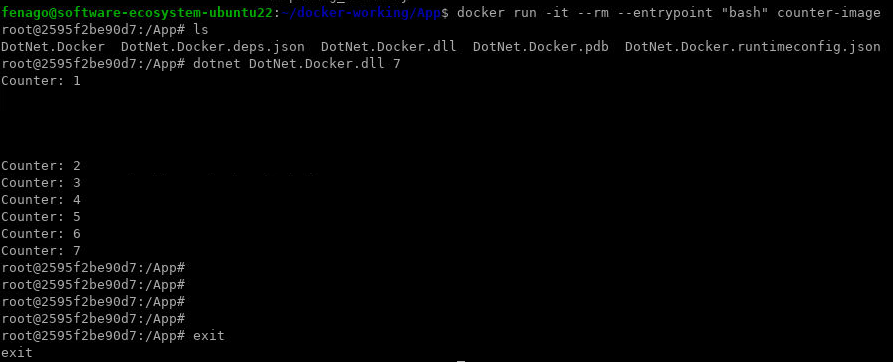 fenago@software-ecosystem-ubuntu22:~/docker-working/App$ docker run -it --rm --entrypoint "bash" counter-image
root@2595f2be90d7:/App# ls
DotNet.Docker  DotNet.Docker.deps.json  DotNet.Docker.dll  DotNet.Docker.pdb  DotNet.Docker.runtimeconfig.json
root@2595f2be90d7:/App# dotnet DotNet.Docker.dll 7
Counter: 1
Counter: 2
Counter: 3
Counter: 4
Counter: 5
Counter: 6
Counter: 7
root@2595f2be90d7:/App#
root@2595f2be90d7:/App#
root@2595f2be90d7:/App#
root@2595f2be90d7:/App#
root@2595f2be90d7:/App# exit
exit